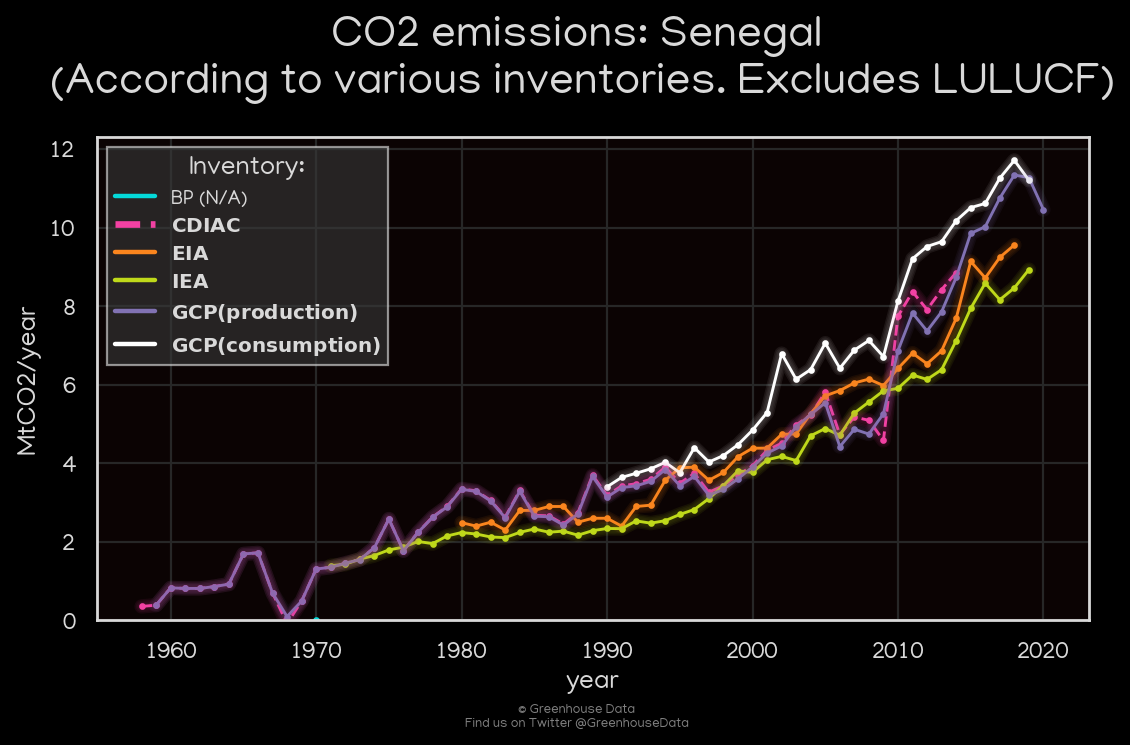 CO2 emissions: Senegal
(According to various inventories. Excludes LULUCF)
Inventory:
BP (N/A)
CDIAC
EIA
IEA
GCP(production)
GCP(consumption)
MtCO2/year
12
10
8
6
4
2
0
1960 1970 1980 1990 2000 2010 2020
year
© Greenhouse Data
Find us on Twitter @GreenhouseData